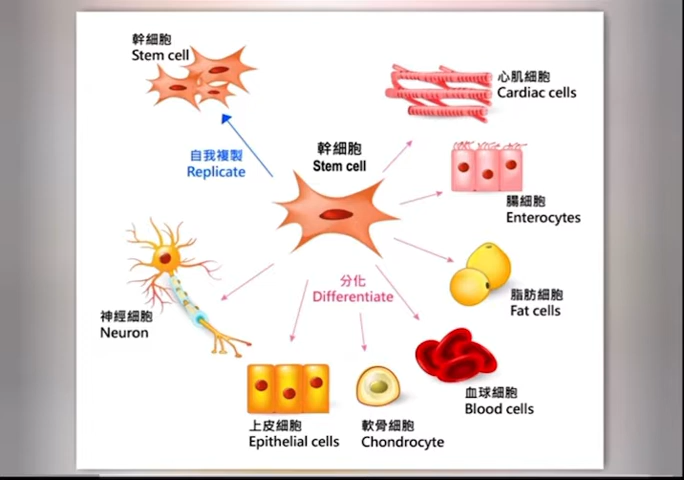 幹細胞
Stem cell
心肌細胞
Cardiac cells
自我複製
Replicate
幹細胞
Stem cell
腸細胞
Enterocytes
分化
Differentiate
脂肪細胞
Fat cells
神經細胞
Neuron
血球細胞
Blood cells
上皮細胞
Epithelial cells
軟骨細胞
Chondrocyte